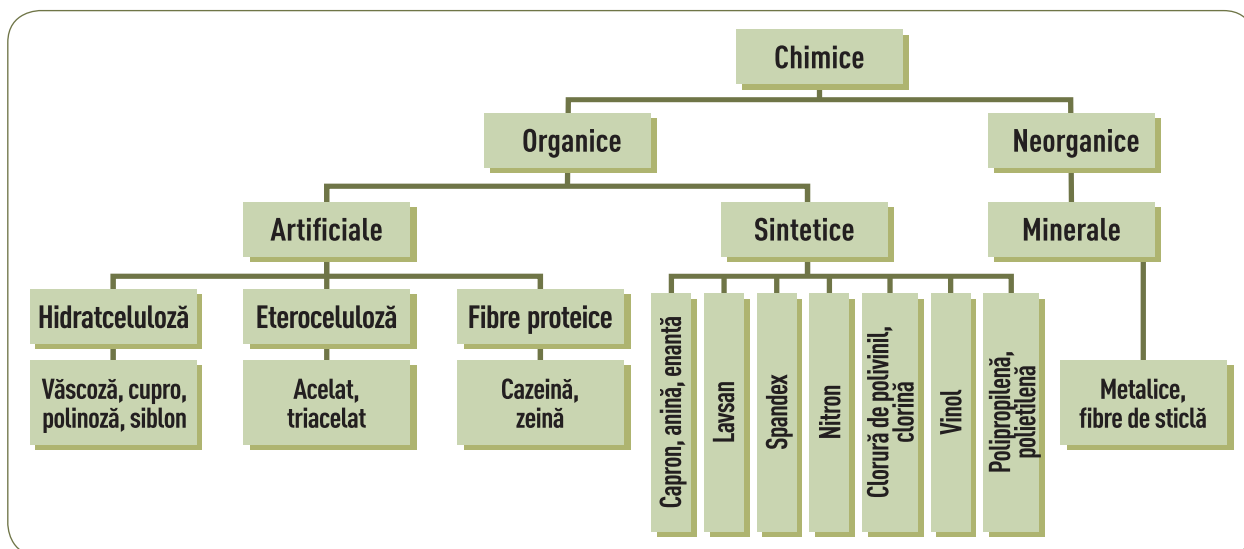 Chimice
Organice
Neorganice
Artificiale
Sintetice
Minerale
Hidratceluloză
Eteroceluloză
Fibre proteice
Văscoză, cupro,
polinoză, siblon
Acelat,
triacelat
Cazeină,
zeină
Capron, anină, enantă
Lavsan
Spandex
Nitron
Clorură de polivinil,
clorină
Vinol
Polipropilenă,
polietilenă
Metalice,
fibre de sticlă